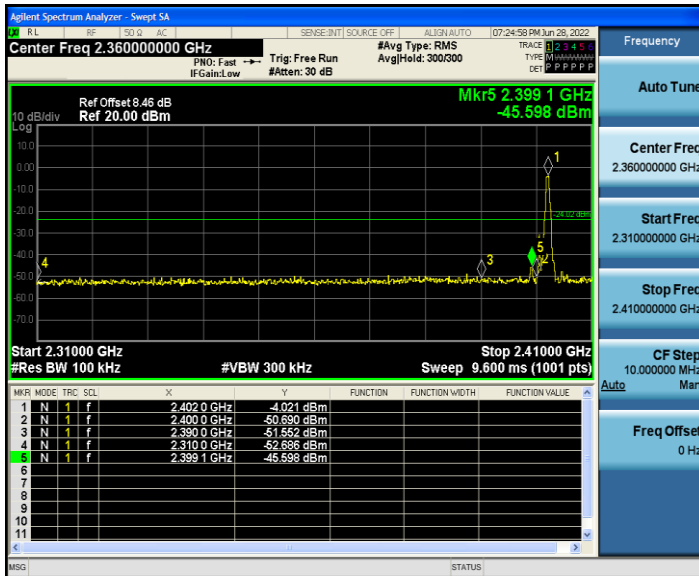 Agilent Spectrum Analyzer - Swept SA
RL RF 50 Ω AC SENSE:INT SOURCE OFF ALIGN AUTO 07:24:58 PM Jun 28, 2022
Center Freq 2.360000000 GHz #Avg Type: RMS TRACE 1 2 3 4 5 6
PNO: Fast Trig: Free Run Avg|Hold: 300/300 TYPE M
IFGain:Low #Atten: 30 dB DET P P P P P P
Mkr5 2.399 1 GHz
-45.598 dBm
Ref Offset 8.46 dB
10 dB/div Ref 20.00 dBm
Log
10.0
0.00
-10.0
-20.0
-30.0
-40.0
-50.0
-60.0
-70.0
1
-24.02 dBm
5
2
3
4
Start 2.31000 GHz Stop 2.41000 GHz
#Res BW 100 kHz #VBW 300 kHz Sweep 9.600 ms (1001 pts)
MKR MODE TRC SCL X Y FUNCTION FUNCTION WIDTH FUNCTION VALUE
1 N 1 f 2.402 0 GHz -4.021 dBm
2 N 1 f 2.400 0 GHz -50.690 dBm
3 N 1 f 2.390 0 GHz -51.552 dBm
4 N 1 f 2.310 0 GHz -52.686 dBm
5 N 1 f 2.399 1 GHz -45.598 dBm
6
7
8
9
10
11
MSG STATUS
Frequency
Auto Tune
Center Freq
2.360000000 GHz
Start Freq
2.310000000 GHz
Stop Freq
2.410000000 GHz
CF Step
10.000000 MHz
Auto Man
Freq Offset
0 Hz